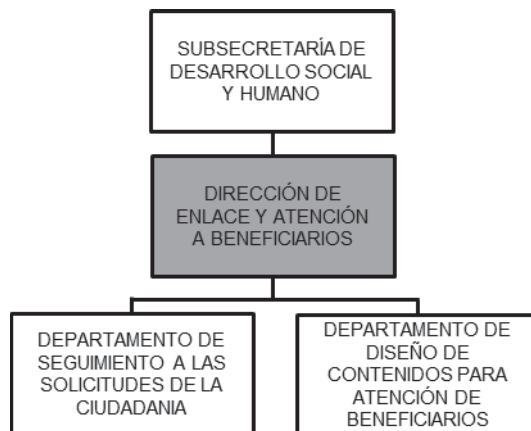 SUBSECRETARÍA DE
DESARROLLO SOCIAL
Y HUMANO
DIRECCIÓN DE
ENLACE Y ATENCIÓN
A BENEFICIARIOS
DEPARTAMENTO DE
SEGUIMIENTO A LAS
SOLICITUDES DE LA
CIUDADANIA
DEPARTAMENTO DE
DISEÑO DE
CONTENIDOS PARA
ATENCIÓN DE
BENEFICIARIOS